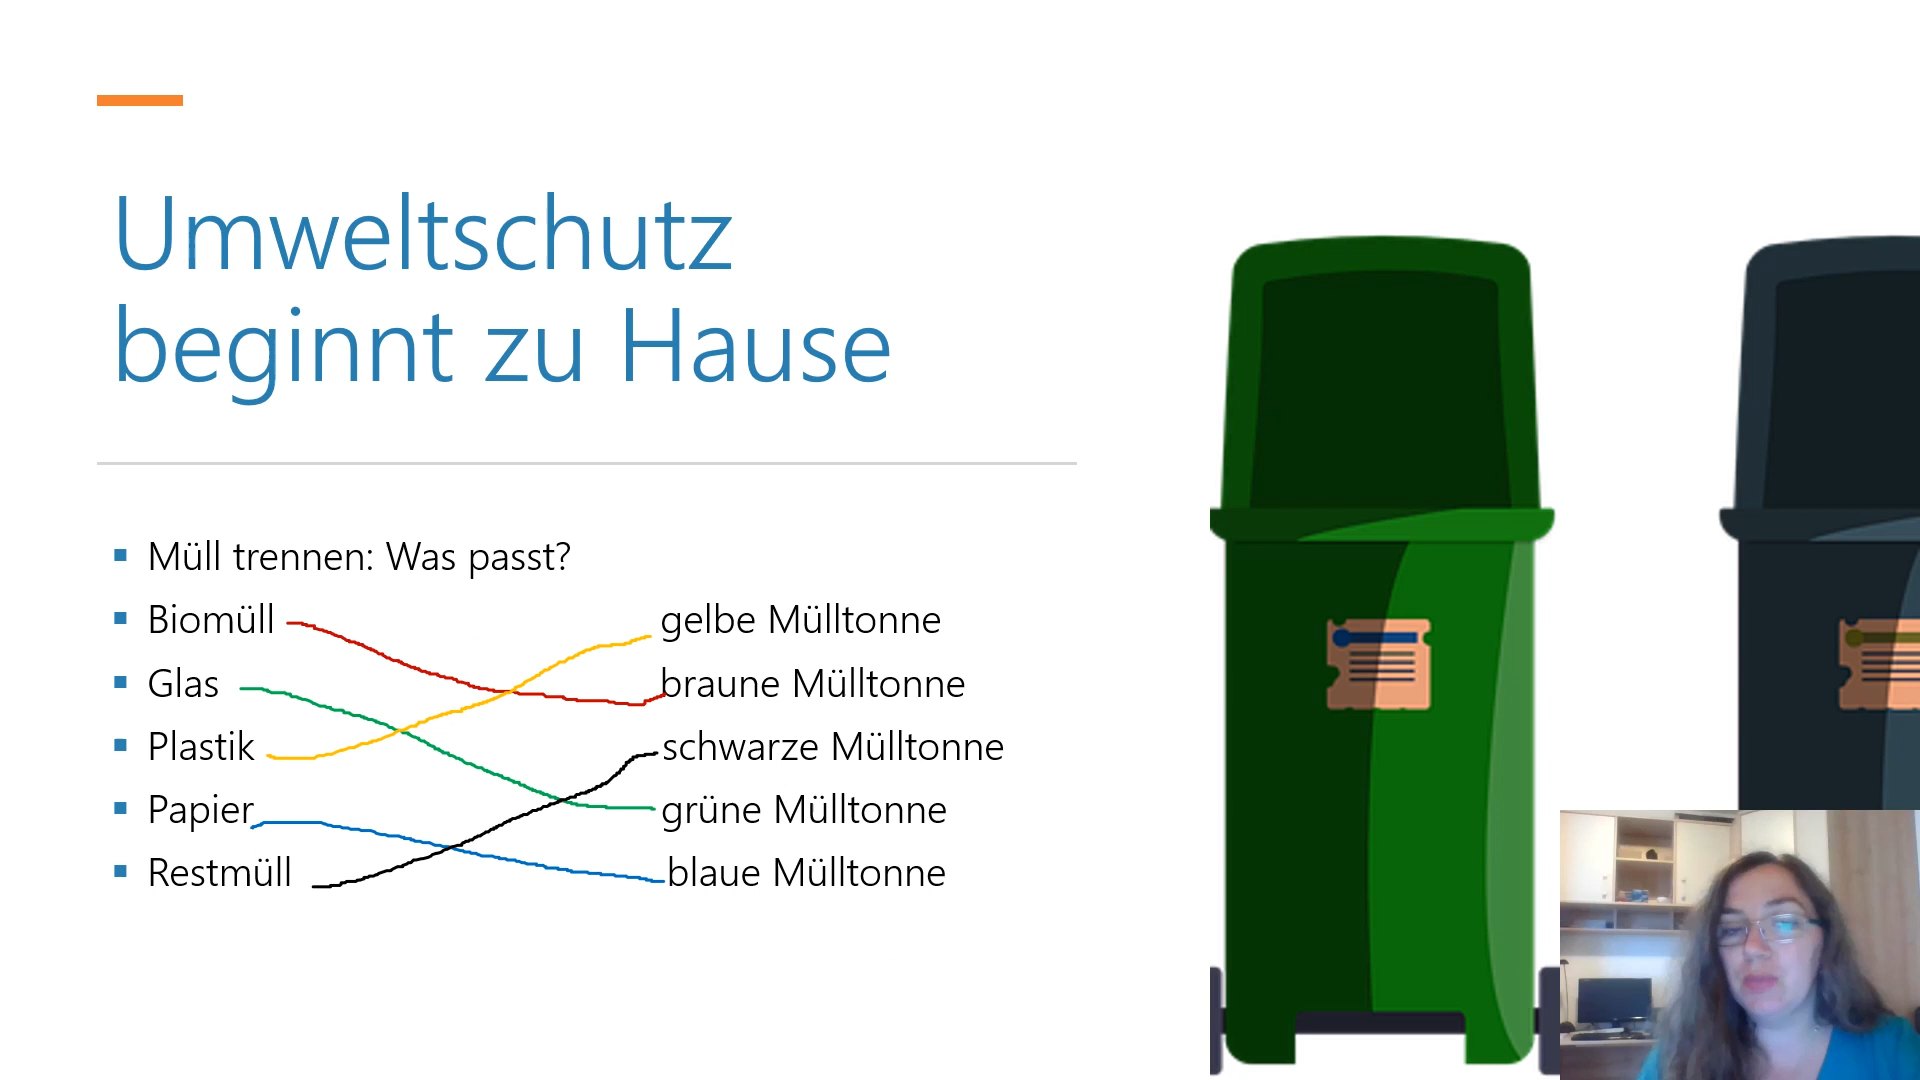 Umweltschutz
beginnt zu Hause
Müll trennen: Was passt?
Biomüll gelbe Mülltonne
Glas braune Mülltonne
Plastik schwarze Mülltonne
Papier grüne Mülltonne
Restmüll blaue Mülltonne